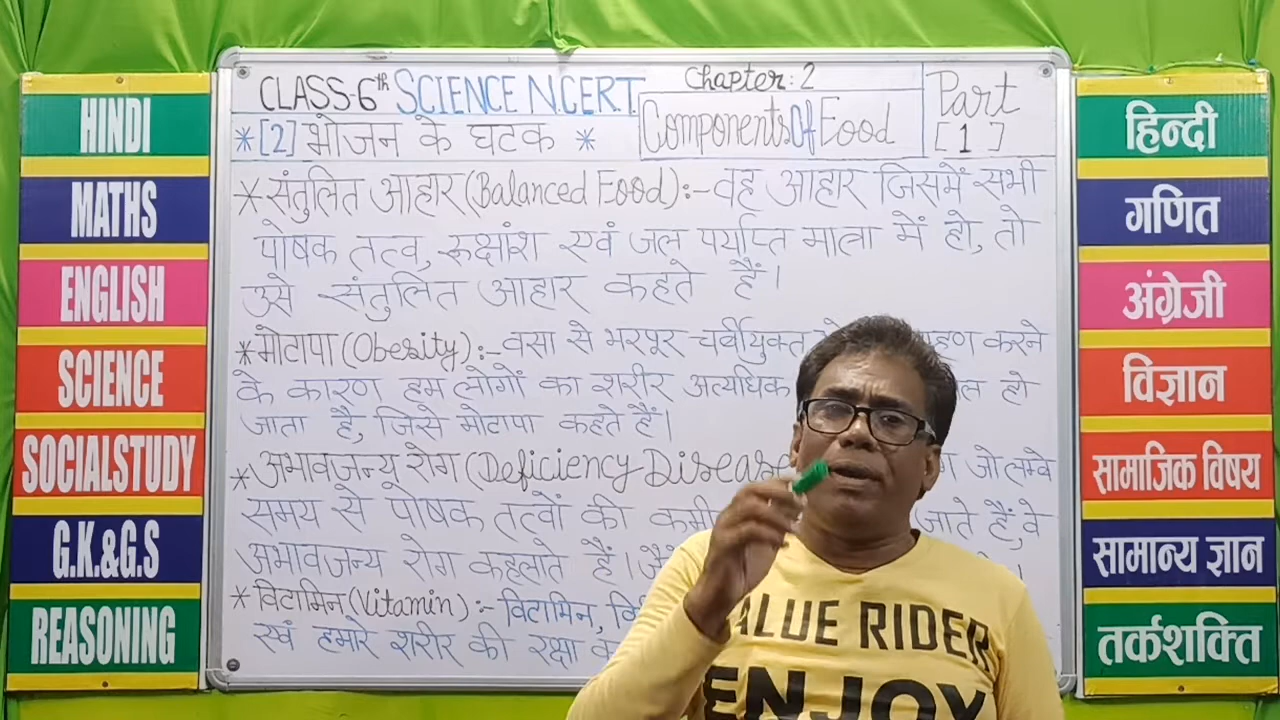 HINDI
MATHS
ENGLISH
SCIENCE
SOCIALSTUDY
G.K.&G.S
REASONING
CLASS-6th SCIENCE N.C.E.R.T.
Chapter:2
Components Of Food
Part
[1]
*[2] भोजन के घटक *
* संतुलित आहार (Balanced Food):- वह आहार जिसमें सभी
पोषक तत्व, रूक्षांश एवं जल पर्याप्त मात्रा में हो, तो
उसे संतुलित आहार कहते हैं।
* मोटापा (Obesity):- वसा से भरपूर चर्बीयुक्त करने
के कारण हम लोगों का शरीर अत्यधिक हो
जाता है, जिसे मोटापा कहते हैं।
* अभावजन्य रोग (Deficiency Disease जो लम्बे
समय से पोषक तत्वों की कमी जाते हैं, वे
अभावजन्य रोग कहलाते हैं।
* विटामिन (Vitamin):- विटामिन,
एवं हमारे शरीर की रक्षा
हिन्दी
गणित
अंग्रेजी
विज्ञान
सामाजिक विषय
सामान्य ज्ञान
तर्कशक्ति
ALUE RIDER
ENJOY